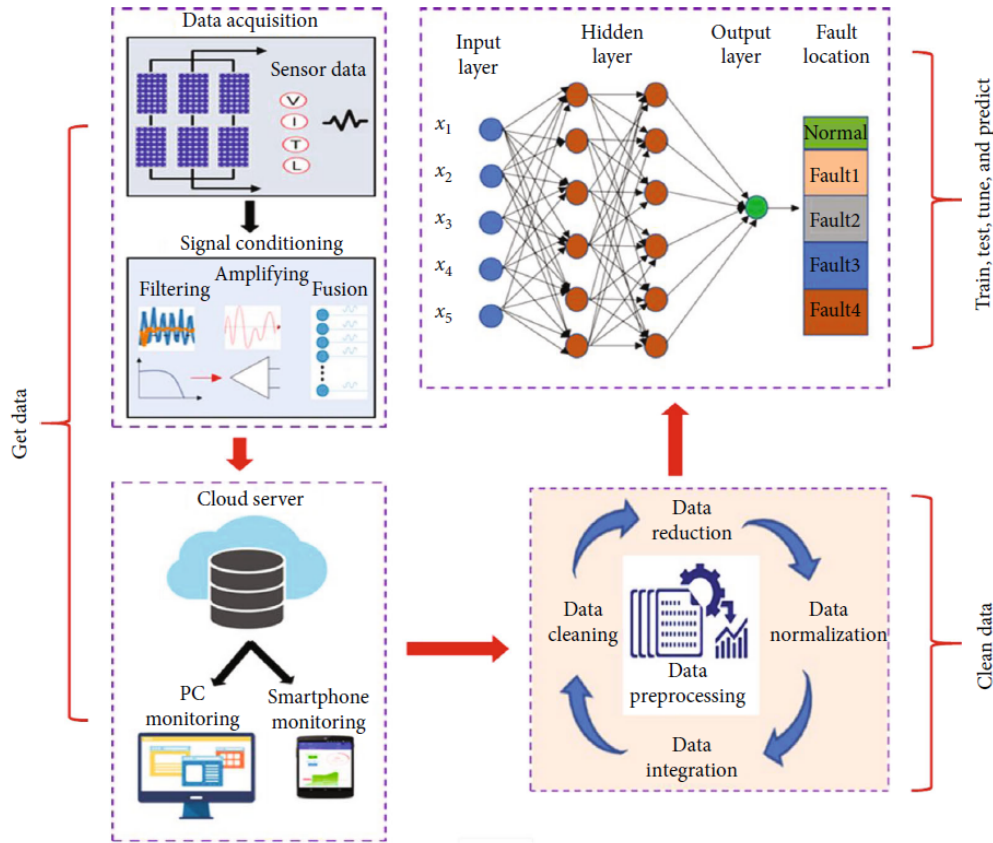 Get data
Data acquisition
Sensor data
V
I
T
L
Signal conditioning
Amplifying
Filtering
Fusion
Cloud server
PC
monitoring
Smartphone
monitoring
Input
layer
Hidden
layer
Output
layer
Fault
location
x1
x2
x3
x4
x5
Normal
Fault1
Fault2
Fault3
Fault4
Train, test, tune, and predict
Data
reduction
Data
cleaning
Data
normalization
Data
preprocessing
Data
integration
Clean data